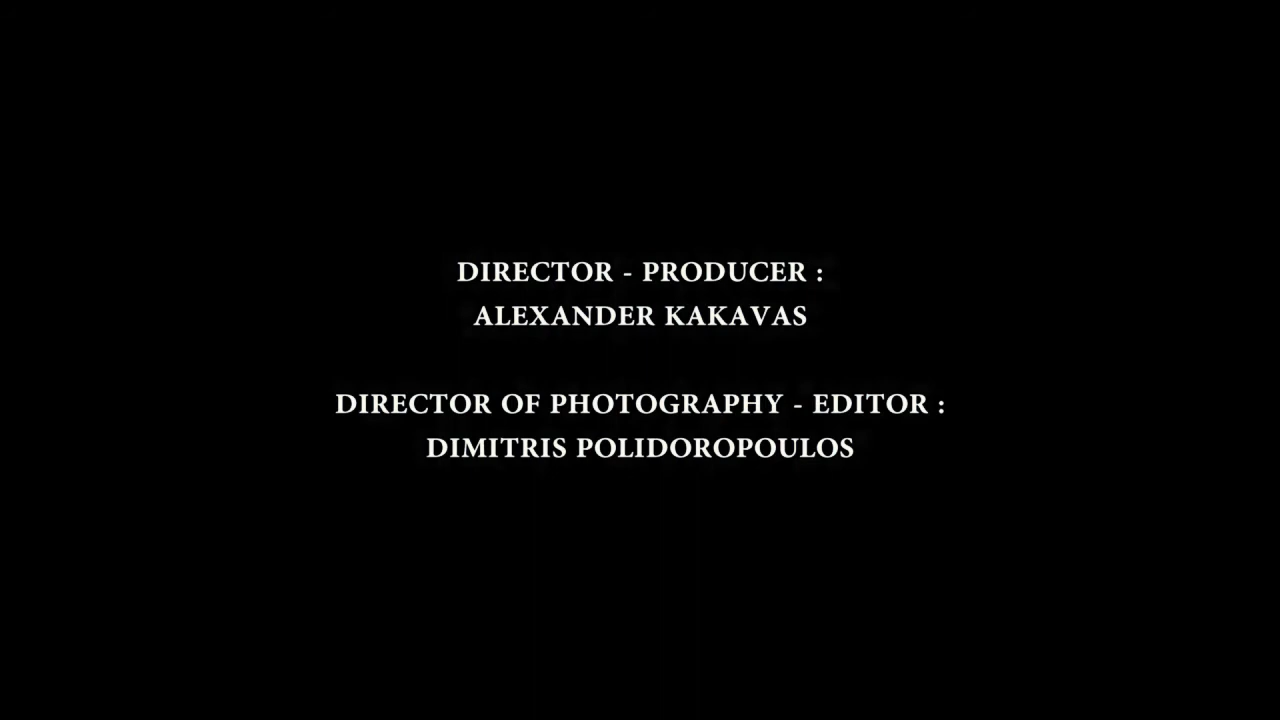 DIRECTOR - PRODUCER :
ALEXANDER KAKAVAS
DIRECTOR OF PHOTOGRAPHY - EDITOR :
DIMITRIS POLIDOROPOULOS